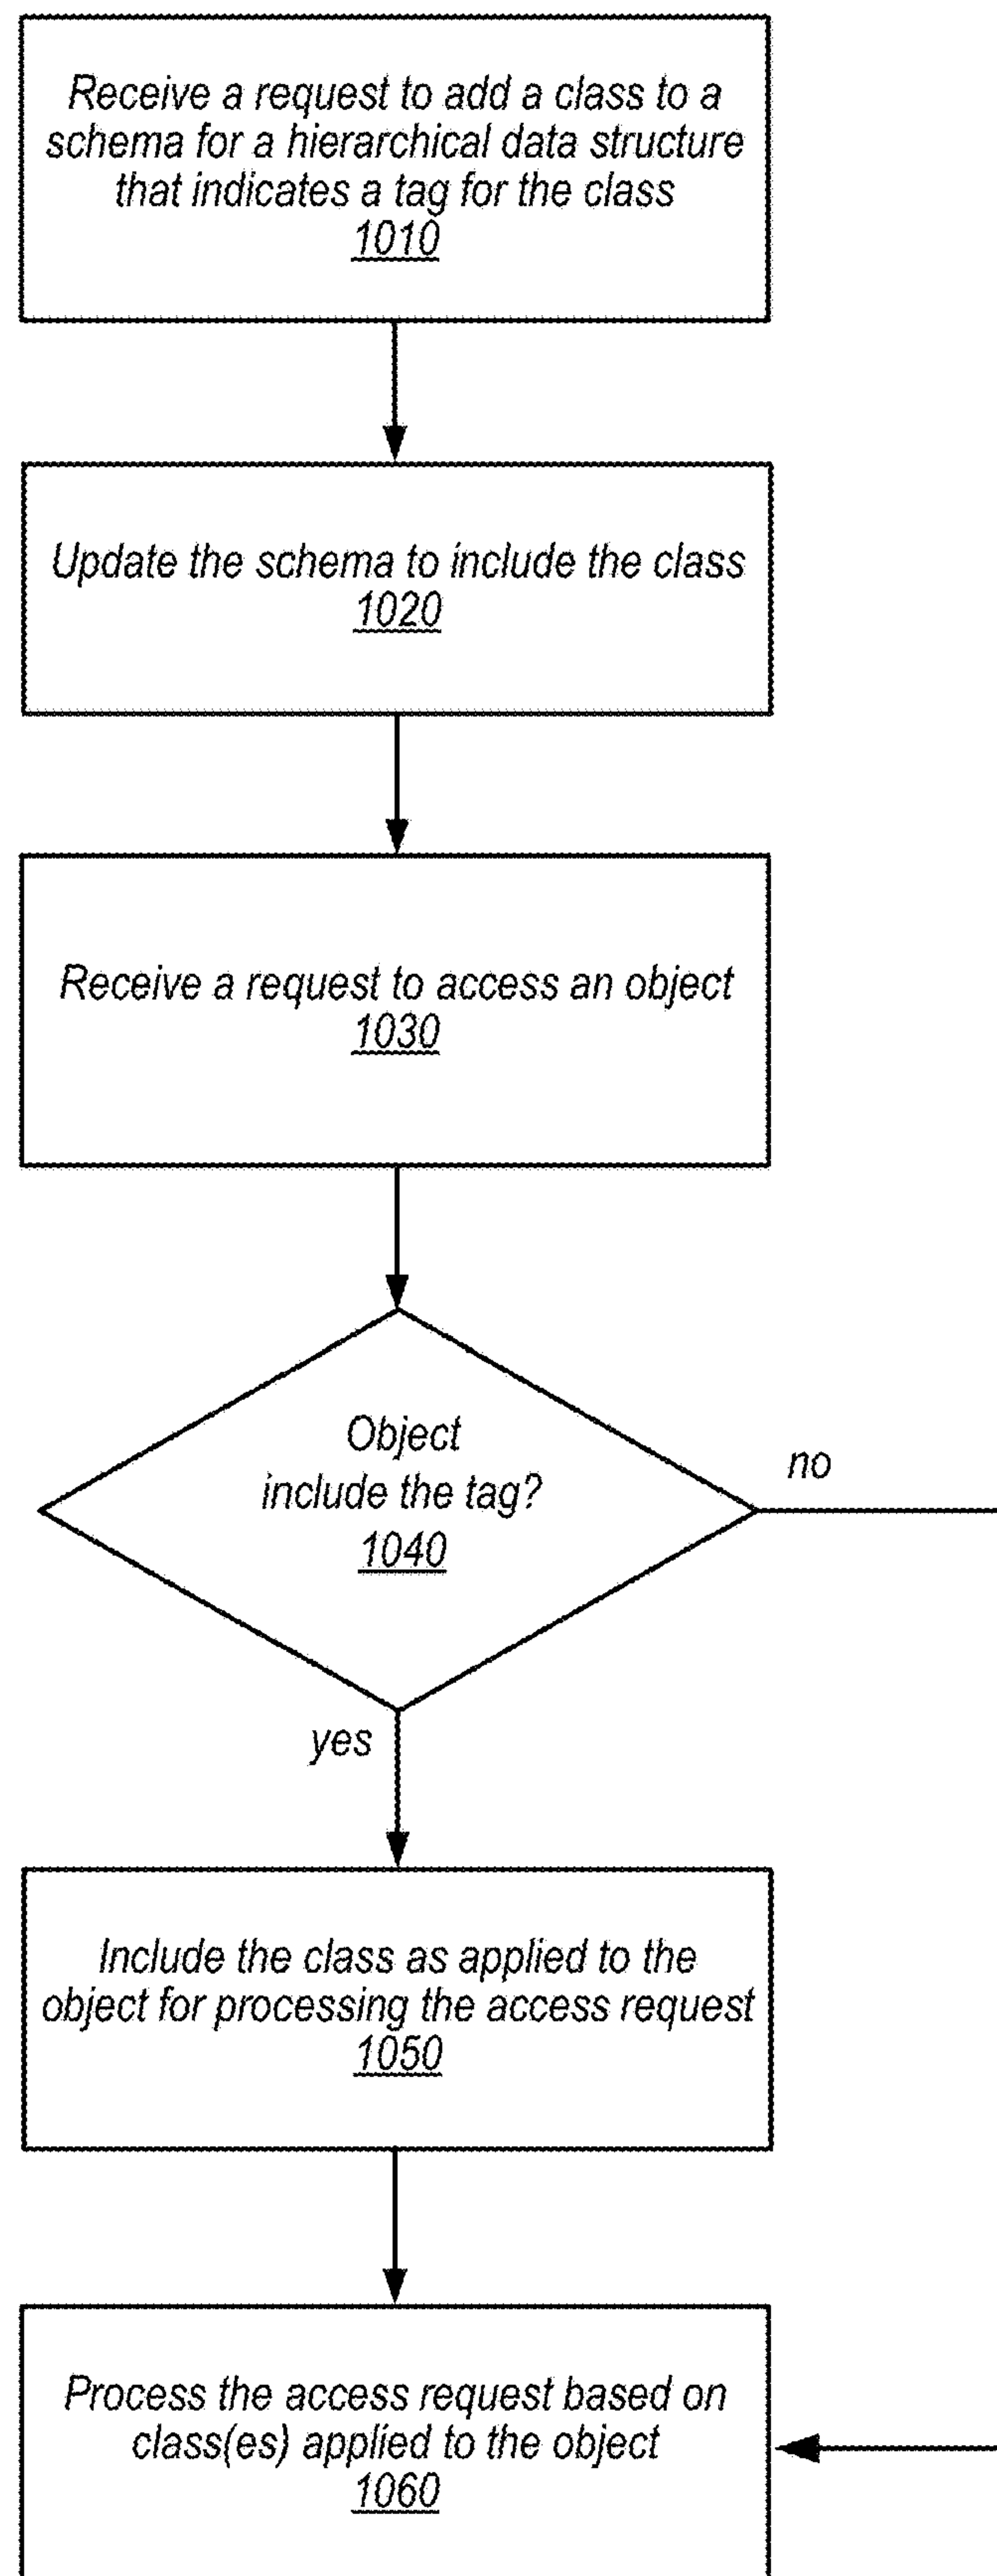 Receive a request to add a class to a
schema for a hierarchical data structure
that indicates a tag for the class
1010
Update the schema to include the class
1020
Receive a request to access an object
1030
Object
include the tag?
1040
no
yes
Include the class as applied to the
object for processing the access request
1050
Process the access request based on
class(es) applied to the object
1060